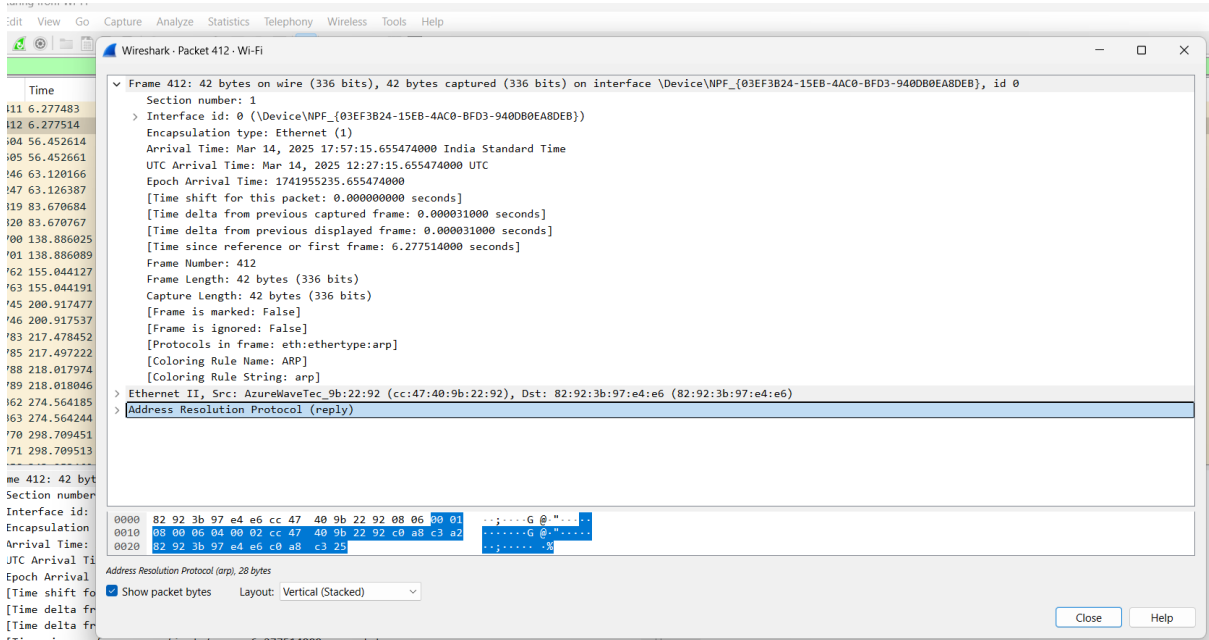 Edit View Go Capture Analyze Statistics Telephony Wireless Tools Help
Wireshark · Packet 412 · Wi-Fi
Time
411 6.277483
412 6.277514
504 56.452614
505 56.452661
246 63.120166
247 63.126387
319 83.670684
320 83.670767
700 138.886025
701 138.886089
762 155.044127
763 155.044191
745 200.917477
746 200.917537
783 217.478452
785 217.497222
788 218.017974
789 218.018046
362 274.564185
363 274.564244
770 298.709451
771 298.709513
Frame 412: 42 bytes on wire (336 bits), 42 bytes captured (336 bits) on interface \Device\NPF_{03EF3B24-15EB-4AC0-BFD3-940DB0EA8DEB}, id 0
Section number: 1
Interface id: 0 (\Device\NPF_{03EF3B24-15EB-4AC0-BFD3-940DB0EA8DEB})
Encapsulation type: Ethernet (1)
Arrival Time: Mar 14, 2025 17:57:15.655474000 India Standard Time
UTC Arrival Time: Mar 14, 2025 12:27:15.655474000 UTC
Epoch Arrival Time: 1741955235.655474000
[Time shift for this packet: 0.000000000 seconds]
[Time delta from previous captured frame: 0.000031000 seconds]
[Time delta from previous displayed frame: 0.000031000 seconds]
[Time since reference or first frame: 6.277514000 seconds]
Frame Number: 412
Frame Length: 42 bytes (336 bits)
Capture Length: 42 bytes (336 bits)
[Frame is marked: False]
[Frame is ignored: False]
[Protocols in frame: eth:ethertype:arp]
[Coloring Rule Name: ARP]
[Coloring Rule String: arp]
Ethernet II, Src: AzureWaveTec_9b:22:92 (cc:47:40:9b:22:92), Dst: 82:92:3b:97:e4:e6 (82:92:3b:97:e4:e6)
Address Resolution Protocol (reply)
me 412: 42 byt
Section number
Interface id:
Encapsulation
Arrival Time:
UTC Arrival Ti
Epoch Arrival
[Time shift fo
[Time delta fr
[Time delta fr
0000 82 92 3b 97 e4 e6 cc 47 40 9b 22 92 08 06 00 01 ··;····G @·"·····
0010 08 00 06 04 00 02 cc 47 40 9b 22 92 c0 a8 c3 a2 ·······G @·"·····
0020 82 92 3b 97 e4 e6 c0 a8 c3 25 ··;····· ·%
Address Resolution Protocol (arp), 28 bytes
Show packet bytes Layout: Vertical (Stacked)
Close Help